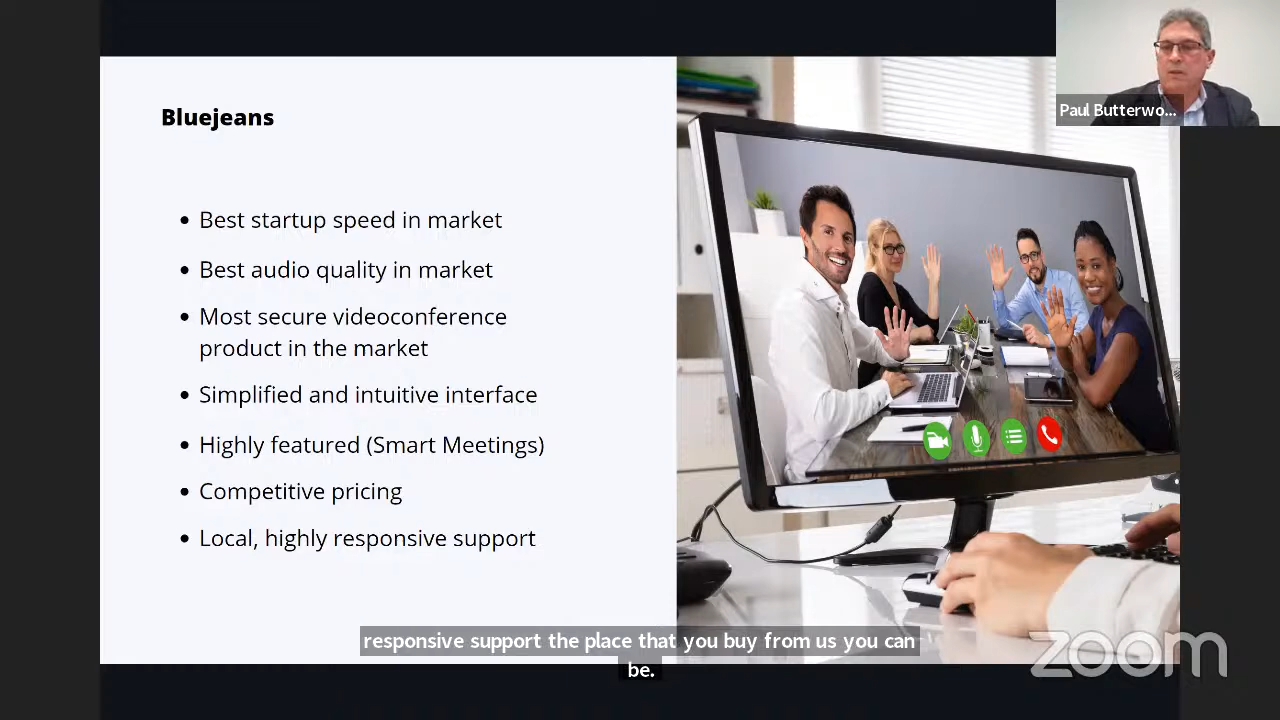 Paul Butterwo...
Bluejeans
• Best startup speed in market
• Best audio quality in market
• Most secure videoconference
product in the market
• Simplified and intuitive interface
• Highly featured (Smart Meetings)
• Competitive pricing
• Local, highly responsive support
responsive support the place that you buy from us you can
be.
zoom